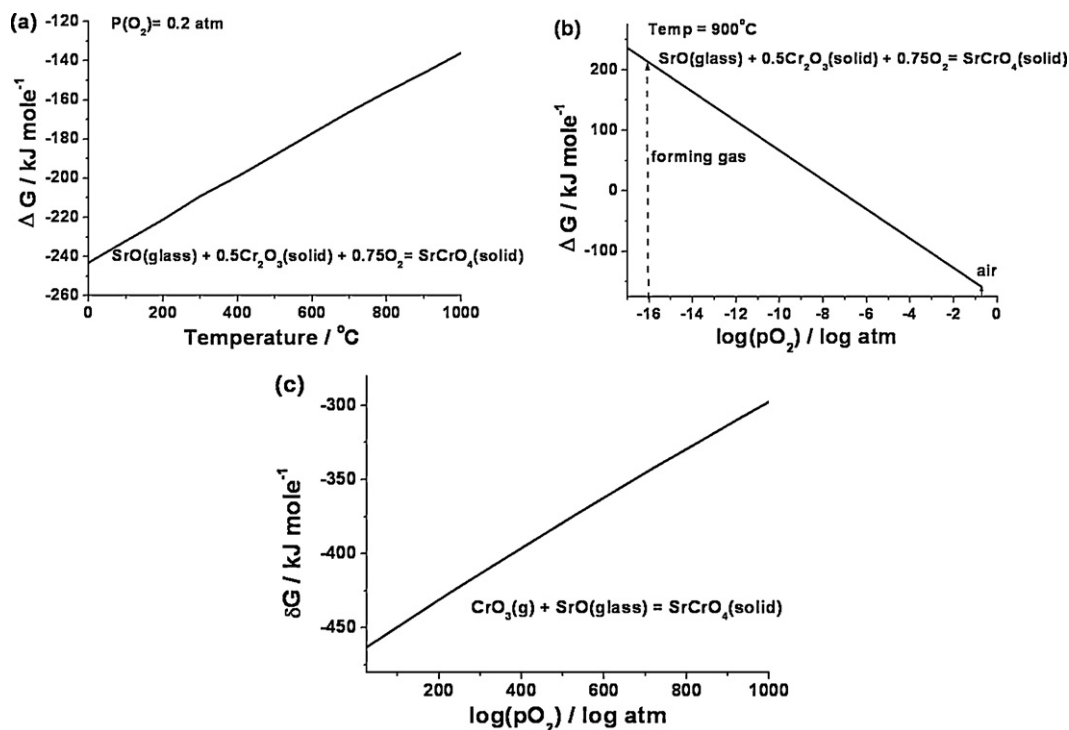 (a)
P(O₂)= 0.2 atm
-120
-140
-160
-180
-200
-220
-240
-260
Δ G / kJ mole⁻¹
SrO(glass) + 0.5Cr₂O₃(solid) + 0.75O₂= SrCrO₄(solid)
0 200 400 600 800 1000
Temperature / °C
(b)
Temp = 900°C
SrO(glass) + 0.5Cr₂O₃(solid) + 0.75O₂= SrCrO₄(solid)
200
100
0
-100
Δ G / kJ mole⁻¹
forming gas
air
-16 -14 -12 -10 -8 -6 -4 -2 0
log(pO₂) / log atm
(c)
-300
-350
-400
-450
δG / kJ mole⁻¹
CrO₃(g) + SrO(glass) = SrCrO₄(solid)
200 400 600 800 1000
log(pO₂) / log atm